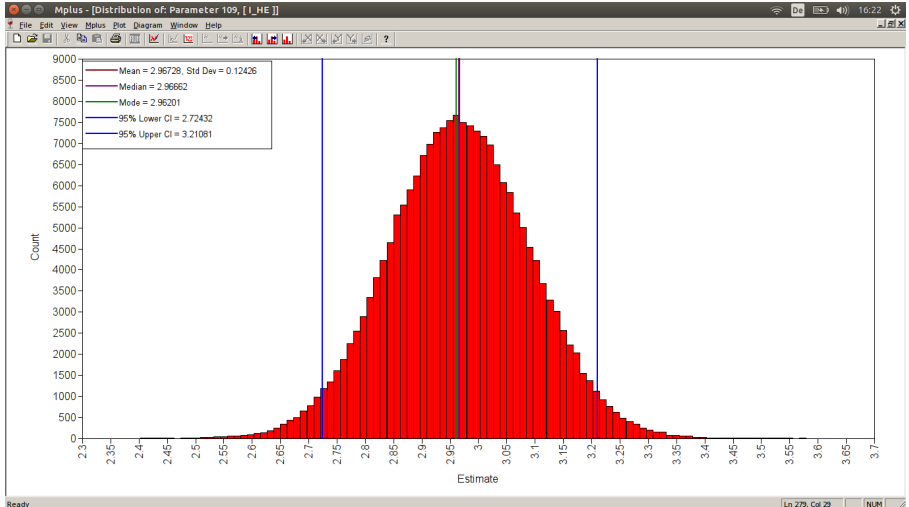 Mplus - [Distribution of: Parameter 109, [ I_HE ]]
De
16:22
File Edit View Mplus Plot Diagram Window Help
Mean = 2.96728, Std Dev = 0.12426
Median = 2.96662
Mode = 2.96201
95% Lower CI = 2.72432
95% Upper CI = 3.21081
9000
8500
8000
7500
7000
6500
6000
5500
5000
4500
4000
3500
3000
2500
2000
1500
1000
500
0
Count
2.3 2.35 2.4 2.45 2.5 2.55 2.6 2.65 2.7 2.75 2.8 2.85 2.9 2.95 3 3.05 3.1 3.15 3.2 3.25 3.3 3.35 3.4 3.45 3.5 3.55 3.6 3.65 3.7
Estimate
Ready
Ln 279, Col 29
NUM